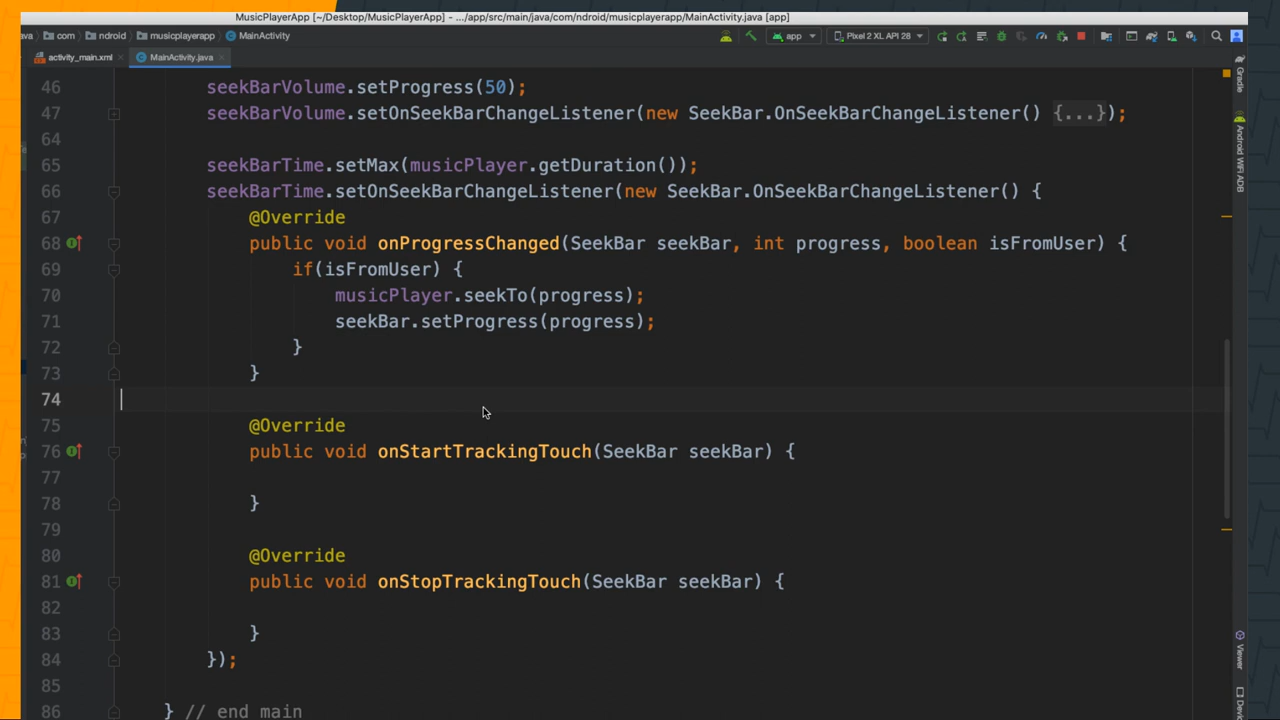 MusicPlayerApp [~/Desktop/MusicPlayerApp] - .../app/src/main/java/com/ndroid/musicplayerapp/MainActivity.java [app]
com ndroid musicplayerapp MainActivity app Pixel 2 XL API 28
activity_main.xml MainActivity.java
46 seekBarVolume.setProgress(50);
47 seekBarVolume.setOnSeekBarChangeListener(new SeekBar.OnSeekBarChangeListener() {...});
64
65 seekBarTime.setMax(musicPlayer.getDuration());
66 seekBarTime.setOnSeekBarChangeListener(new SeekBar.OnSeekBarChangeListener() {
67 @Override
68 public void onProgressChanged(SeekBar seekBar, int progress, boolean isFromUser) {
69 if(isFromUser) {
70 musicPlayer.seekTo(progress);
71 seekBar.setProgress(progress);
72 }
73 }
74
75 @Override
76 public void onStartTrackingTouch(SeekBar seekBar) {
77
78 }
79
80 @Override
81 public void onStopTrackingTouch(SeekBar seekBar) {
82
83 }
84 });
85
86 } // end main
Gradle
Android WiFi ADB
Viewer